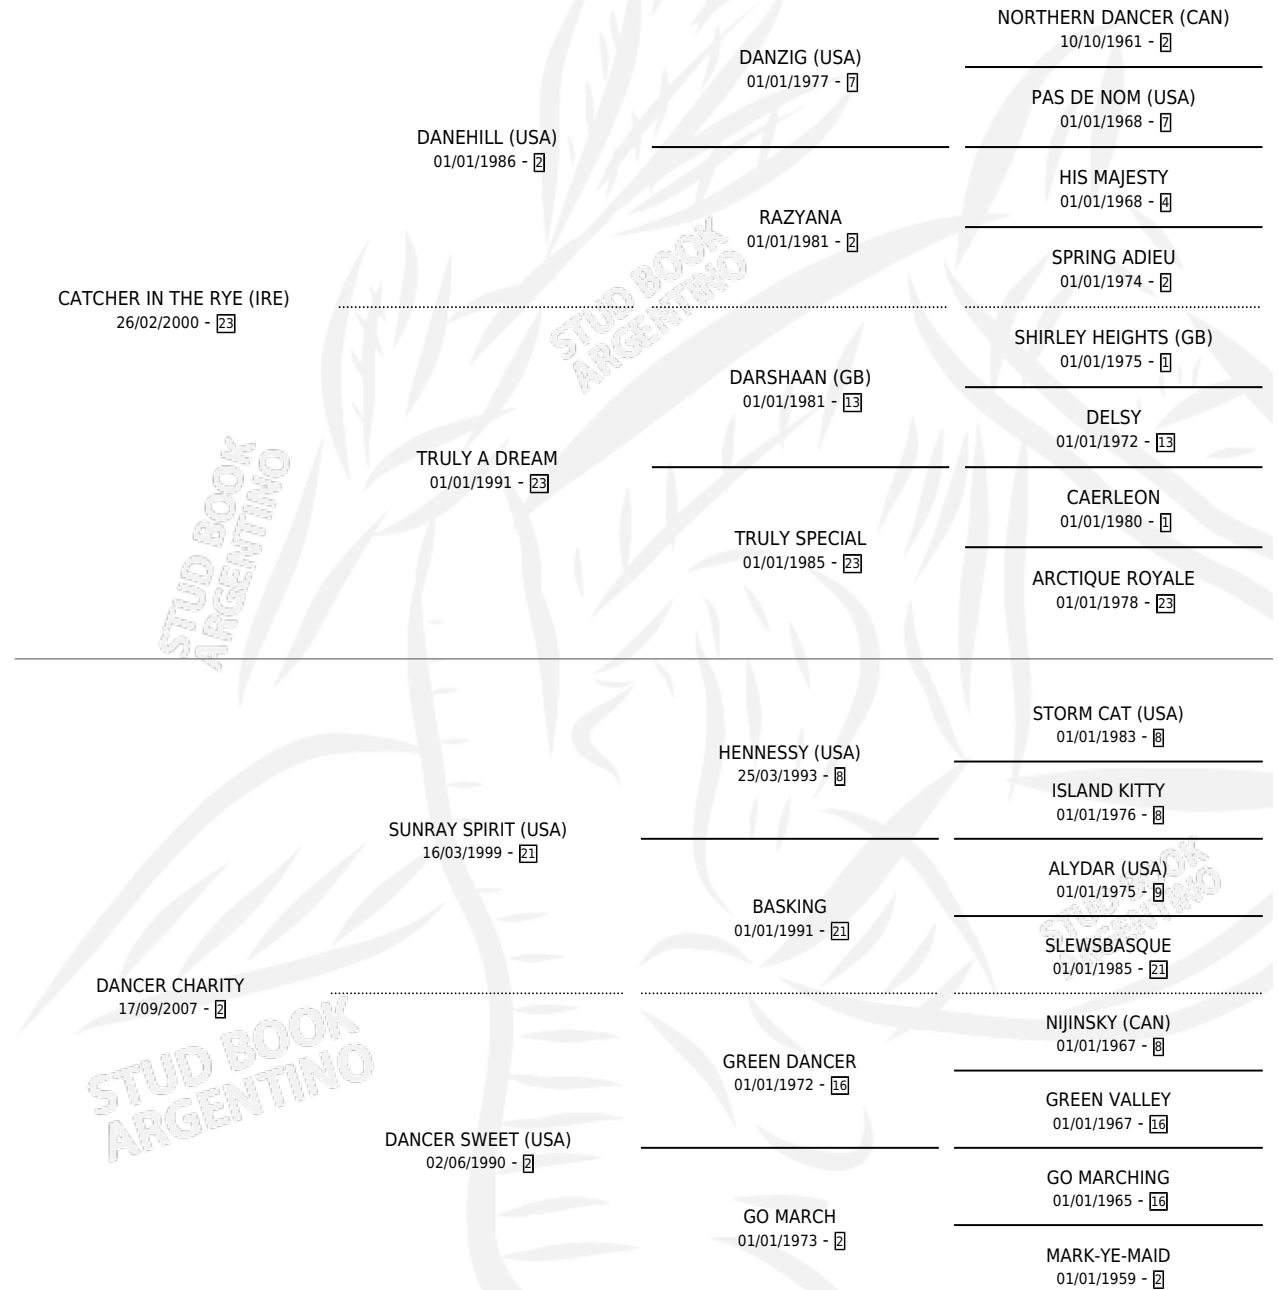 NORTHERN DANCER (CAN)
10/10/1961 - 2
DANZIG (USA)
01/01/1977 - 7
PAS DE NOM (USA)
01/01/1968 - 7
DANEHILL (USA)
01/01/1986 - 2
HIS MAJESTY
01/01/1968 - 4
RAZYANA
01/01/1981 - 2
SPRING ADIEU
01/01/1974 - 2
CATCHER IN THE RYE (IRE)
26/02/2000 - 23
STUD BOOK
ARGENTINO
SHIRLEY HEIGHTS (GB)
01/01/1975 - 1
DARSHAAN (GB)
01/01/1981 - 13
DELSY
01/01/1972 - 13
TRULY A DREAM
01/01/1991 - 23
CAERLEON
01/01/1980 - 1
TRULY SPECIAL
01/01/1985 - 23
ARCTIQUE ROYALE
01/01/1978 - 23
STUD BOOK
ARGENTINO
STORM CAT (USA)
01/01/1983 - 8
HENNESSY (USA)
25/03/1993 - 8
ISLAND KITTY
01/01/1976 - 8
SUNRAY SPIRIT (USA)
16/03/1999 - 21
ALYDAR (USA)
01/01/1975 - 9
BASKING
01/01/1991 - 21
SLEWSBASQUE
01/01/1985 - 21
STUD BOOK
ARGENTINO
DANCER CHARITY
17/09/2007 - 2
NIJINSKY (CAN)
01/01/1967 - 8
GREEN DANCER
01/01/1972 - 16
GREEN VALLEY
01/01/1967 - 16
STUD BOOK
ARGENTINO
DANCER SWEET (USA)
02/06/1990 - 2
GO MARCHING
01/01/1965 - 16
GO MARCH
01/01/1973 - 2
MARK-YE-MAID
01/01/1959 - 2